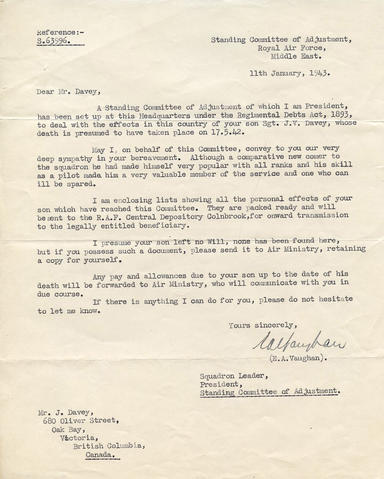 Reference:-
S.63996.
Standing Committee of Adjustment,
Royal Air Force,
Middle East.
11th January, 1943.
Dear Mr. Davey,
A Standing Committee of Adjustment of which I am President,
has been set up at this Headquarters under the Regimental Debts Act, 1893,
to deal with the effects in this country of your son Sgt. J.V. Davey, whose
death is presumed to have taken place on 17.5.42.
May I, on behalf of this Committee, convey to you our very
deep sympathy in your bereavement. Although a comparative new comer to
the squadron he had made himself very popular with all ranks and his skill
as a pilot made him a very valuable member of the service and one who can
ill be spared.
I am enclosing lists showing all the personal effects of your
son which have reached this Committee. They are packed ready and will
be sent to the R.A.F. Central Depository Colnbrook, for onward transmission
to the legally entitled beneficiary.
I presume your son left no Will; none has been found here,
but if you possess such a document, please send it to Air Ministry, retaining
a copy for yourself.
Any pay and allowances due to your son up to the date of his
death will be forwarded to Air Ministry, who will communicate with you in
due course.
If there is anything I can do for you, please do not hesitate
to let me know.
Yours sincerely,
EAVaughan
(E.A.Vaughan).
Squadron Leader,
President,
Standing Committee of Adjustment.
Mr. J. Davey,
680 Oliver Street,
Oak Bay,
Victoria,
British Columbia,
Canada.